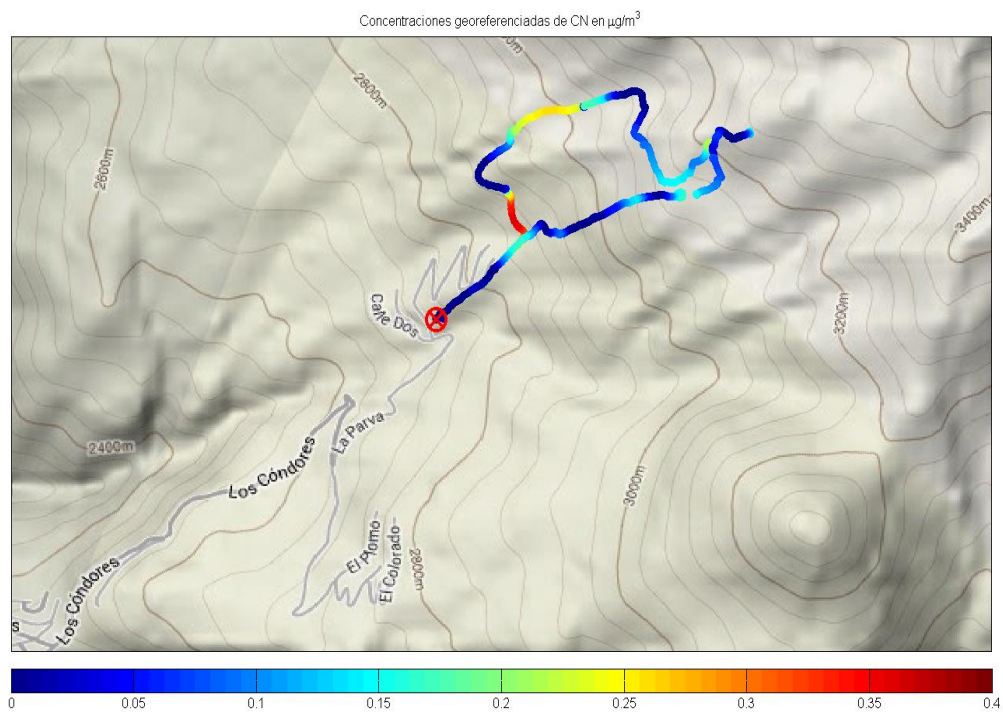 Concentraciones georeferenciadas de CN en µg/m³
2800m
2600m
3400m
3200m
Calle Dos
La Parva
2400m
Los Cóndores
3000m
El Plomo
El Colorado
2800m
Los Cóndores
s
0 0.05 0.1 0.15 0.2 0.25 0.3 0.35 0.4